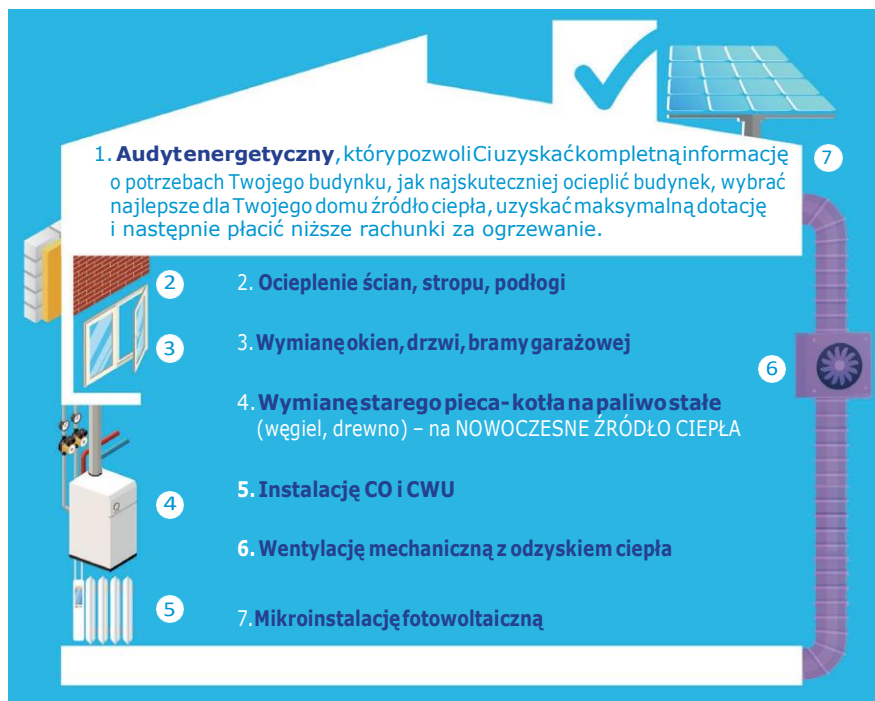 1. Audyt energetyczny, który pozwoli Ci uzyskać kompletną informację
o potrzebach Twojego budynku, jak najskuteczniej ocieplić budynek, wybrać
najlepsze dla Twojego domu źródło ciepła, uzyskać maksymalną dotację
i następnie płacić niższe rachunki za ogrzewanie.
7
2
2. Ocieplenie ścian, stropu, podłogi
3
3. Wymianę okien, drzwi, bramy garażowej
6
4. Wymianę starego pieca- kotła na paliwo stałe
(węgiel, drewno) – na NOWOCZESNE ŹRÓDŁO CIEPŁA
4
5. Instalację CO i CWU
6. Wentylację mechaniczną z odzyskiem ciepła
5
7. Mikroinstalację fotowoltaiczną